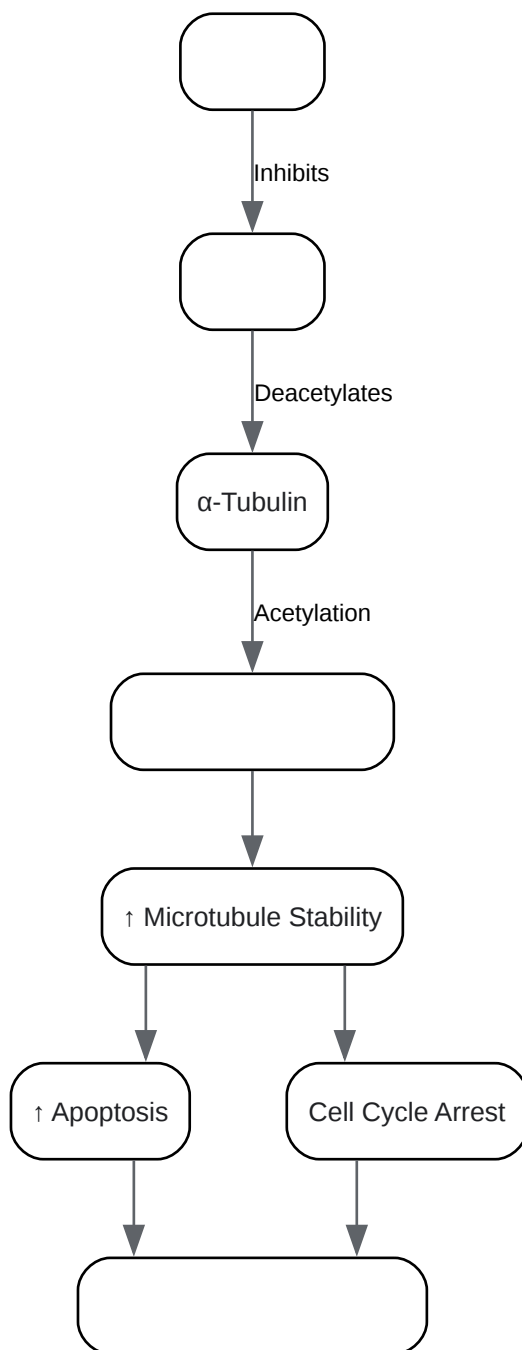 Inhibits
Deacetylates
α-Tubulin
Acetylation
↑ Microtubule Stability
↑ Apoptosis
Cell Cycle Arrest